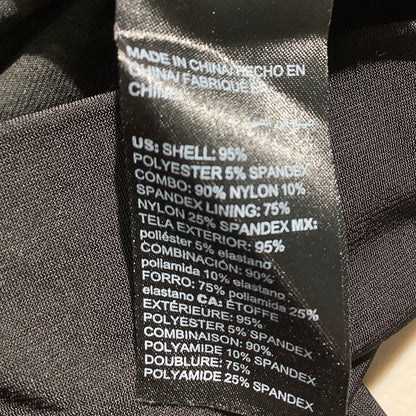 MADE IN CHINA/ HECHO EN
CHINA/ FABRIQUÉ EN
CHINE/
US: SHELL: 95%
POLYESTER 5% SPANDEX
COMBO: 90% NYLON 10%
SPANDEX LINING: 75%
NYLON 25% SPANDEX MX:
TELA EXTERIOR: 95%
poliéster 5% elastano
COMBINACIÓN: 90%
poliamida 10% elastano
FORRO: 75% poliamida 25%
elastano CA: ÉTOFFE
EXTÉRIEURE: 95%
POLYESTER 5% SPANDEX
COMBINAISON: 90%
POLYAMIDE 10% SPANDEX
DOUBLURE: 75%
POLYAMIDE 25% SPANDEX